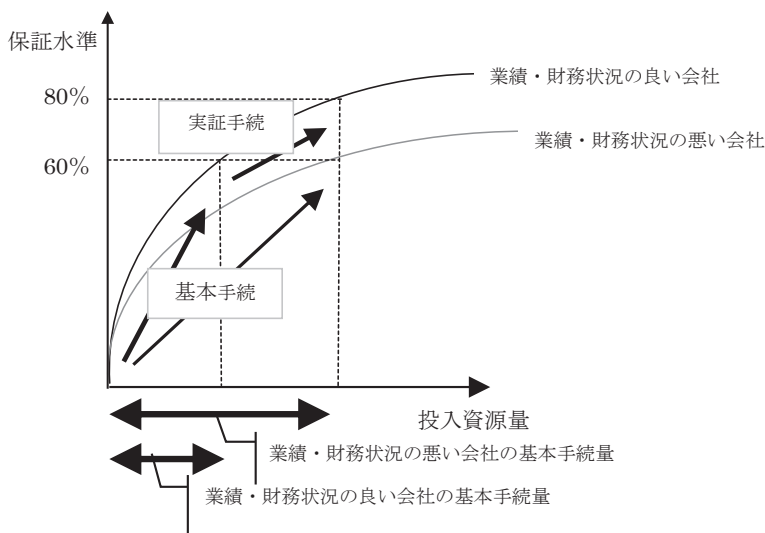 保証水準
業績・財務状況の良い会社
80%
実証手続
業績・財務状況の悪い会社
60%
基本手続
投入資源量
業績・財務状況の悪い会社の基本手続量
業績・財務状況の良い会社の基本手続量